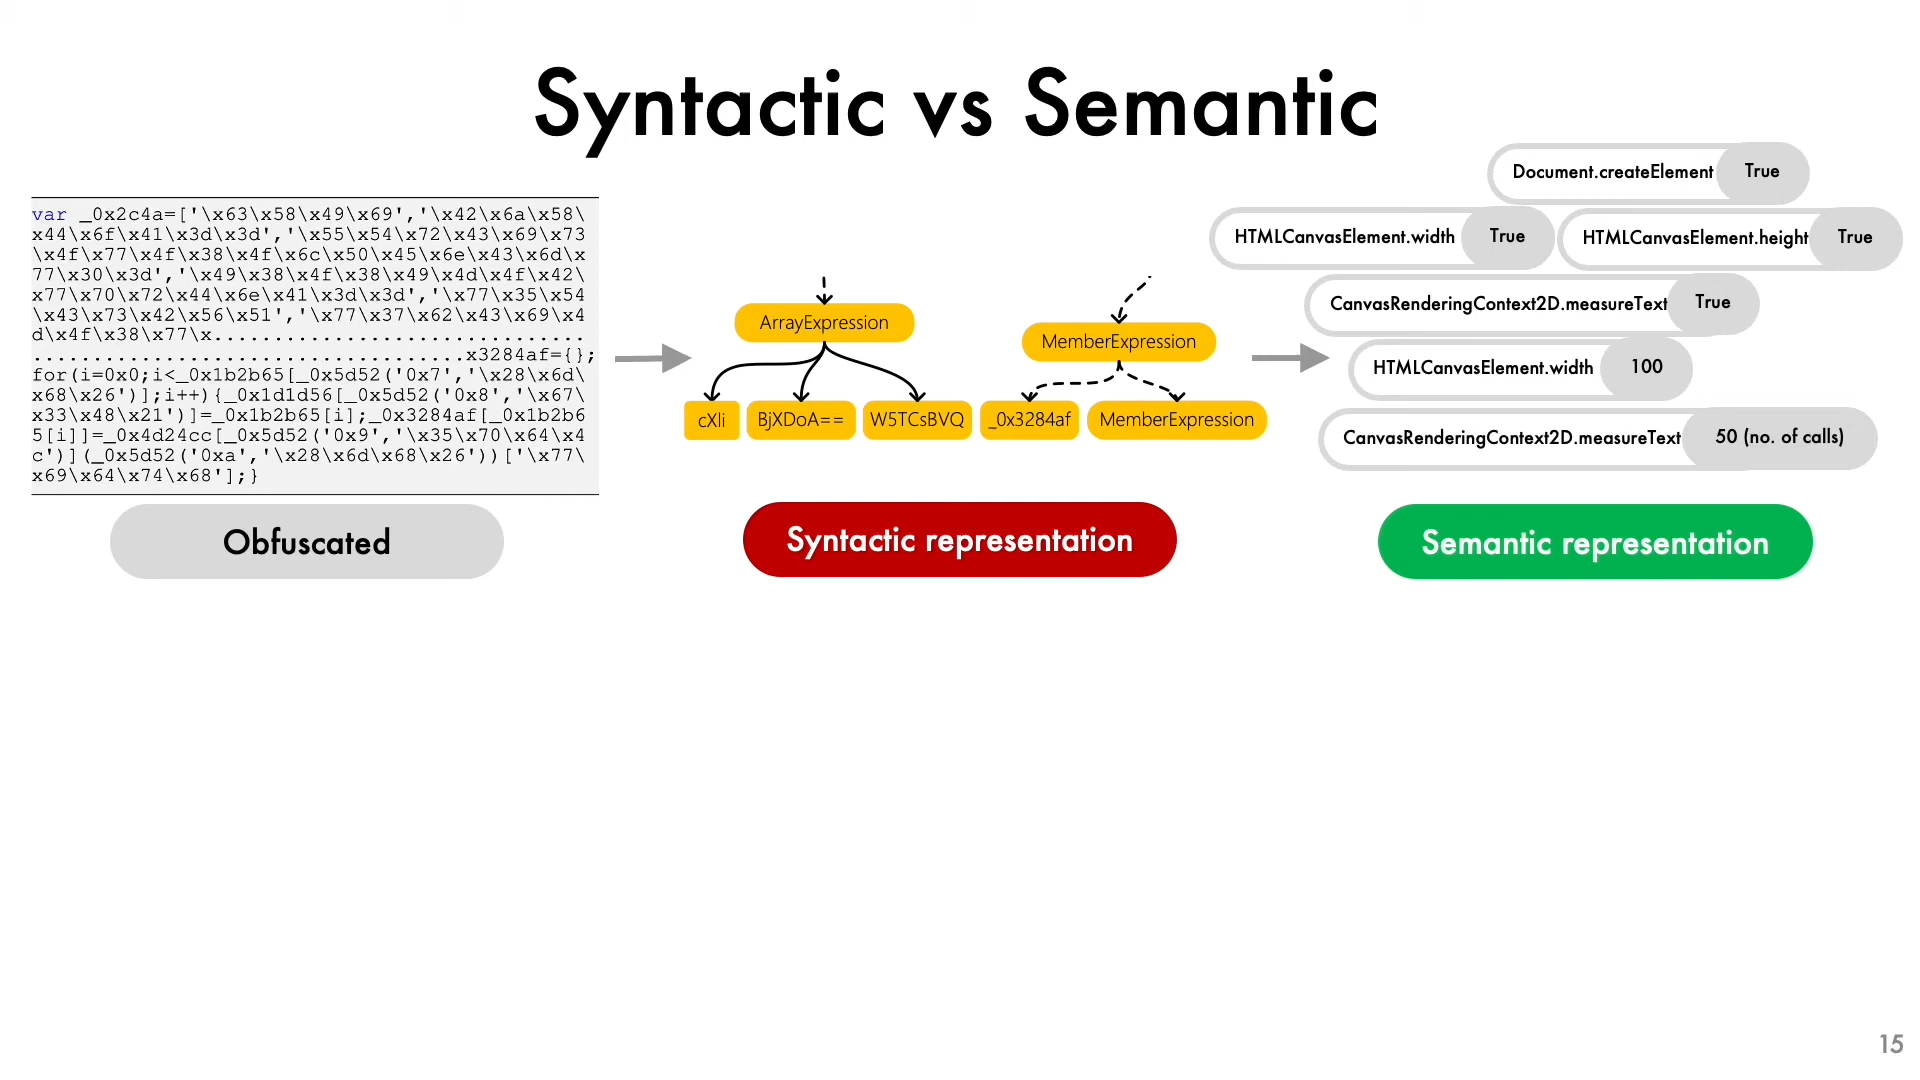 Syntactic vs Semantic
var _0x2c4a=['\x63\x58\x49\x69','\x42\x6a\x58\
x44\x6f\x41\x3d\x3d','\x55\x54\x72\x43\x69\x73
\x4f\x77\x4f\x38\x4f\x6c\x50\x45\x6e\x43\x6d\x
77\x30\x3d','\x49\x38\x4f\x38\x49\x4d\x4f\x42\
x77\x70\x72\x44\x6e\x41\x3d\x3d','\x77\x35\x54
\x43\x73\x42\x56\x51','\x77\x37\x62\x43\x69\x4
d\x4f\x38\x77\x...............................
....................................x3284af={};
for(i=0x0;i<_0x1b2b65[_0x5d52('0x7','\x28\x6d\
x68\x26')];i++){_0x1d1d56[_0x5d52('0x8','\x67\
x33\x48\x21')]=_0x1b2b65[i];_0x3284af[_0x1b2b6
5[i]]=_0x4d24cc[_0x5d52('0x9','\x35\x70\x64\x4
c')](_0x5d52('0xa','\x28\x6d\x68\x26'))['\x77\
x69\x64\x74\x68'];}
Obfuscated
ArrayExpression
cXIi
BjXDoA==
W5TCsBVQ
MemberExpression
_0x3284af
MemberExpression
Syntactic representation
Document.createElement True
HTMLCanvasElement.width True
HTMLCanvasElement.height True
CanvasRenderingContext2D.measureText True
HTMLCanvasElement.width 100
CanvasRenderingContext2D.measureText 50 (no. of calls)
Semantic representation
15